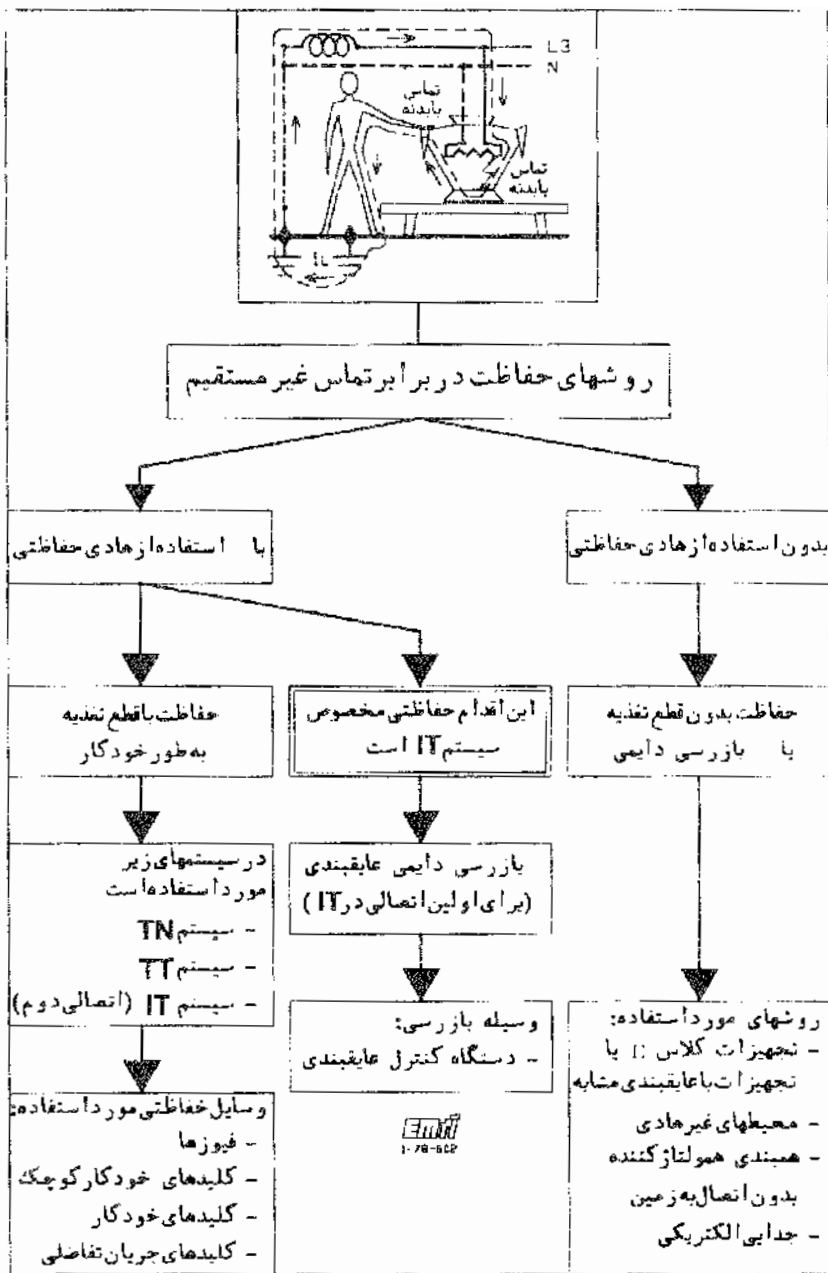 L3
N
تماس
بابدنه
تماس
بابدنه
روشهای حفاظت در برابر تماس غیر مستقیم
بدون استفاده از هادی حفاظتی
با استفاده از هادی حفاظتی
حفاظت بدون قطع تغذیه
یا بازرسی دایمی
این اقدام حفاظتی مخصوص
سیستم IT است
حفاظت با قطع تغذیه
به طور خودکار
بازرسی دایمی عایقبندی
(برای اولین اتصالی در IT)
در سیستمهای زیر
مورد استفاده است
- سیستم TN
- سیستم TT
- سیستم IT (اتصالی دوم)
روشهای مورد استفاده:
- تجهیزات کلاس II یا
تجهیزات با عایقبندی مشابه
- محیطهای غیر هادی
- همبندی همولتاژ کننده
بدون اتصال به زمین
- جدایی الکتریکی
وسیله بازرسی:
- دستگاه کنترل عایقبندی
وسایل حفاظتی مورد استفاده:
- فیوزها
- کلیدهای خودکار کوچک
- کلیدهای خودکار
- کلیدهای جریان تفاضلی